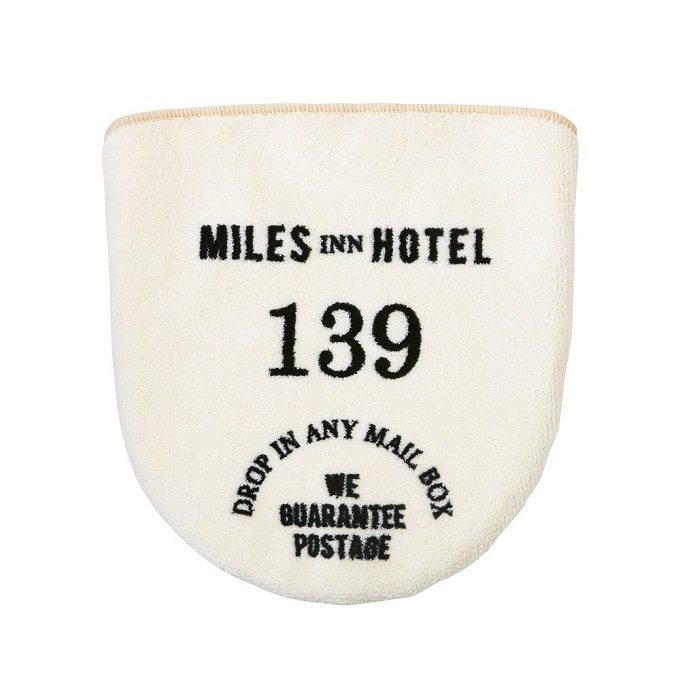 MILES INN HOTEL
139
DROP IN ANY MAIL BOX
WE
GUARANTEE
POSTAGE